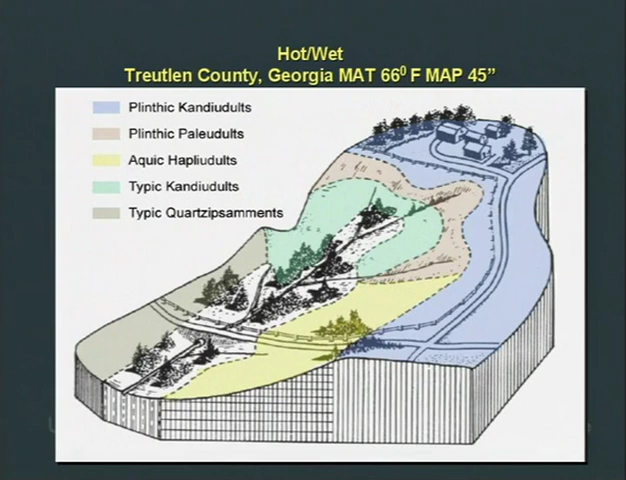 Hot/Wet
Treutlen County, Georgia MAT 66⁰ F MAP 45”
Plinthic Kandiudults
Plinthic Paleudults
Aquic Hapliudults
Typic Kandiudults
Typic Quartzipsamments